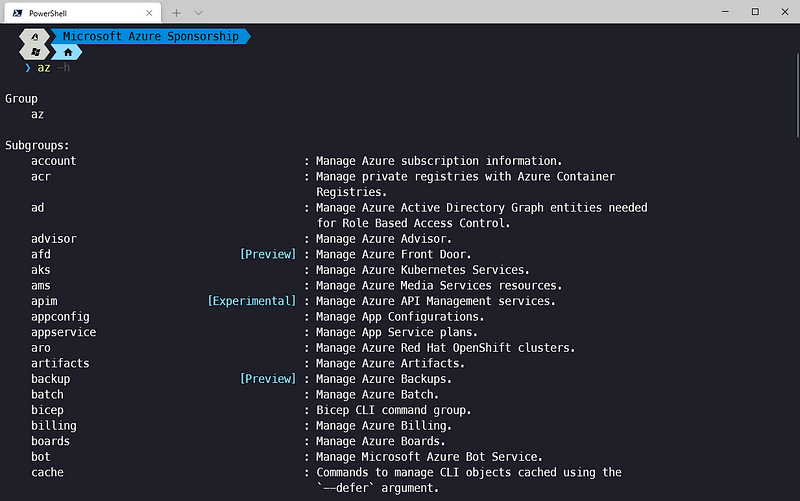 PowerShell
Microsoft Azure Sponsorship
❯ az -h
Group
az
Subgroups:
account : Manage Azure subscription information.
acr : Manage private registries with Azure Container
Registries.
ad : Manage Azure Active Directory Graph entities needed
for Role Based Access Control.
advisor : Manage Azure Advisor.
afd [Preview] : Manage Azure Front Door.
aks : Manage Azure Kubernetes Services.
ams : Manage Azure Media Services resources.
apim [Experimental] : Manage Azure API Management services.
appconfig : Manage App Configurations.
appservice : Manage App Service plans.
aro : Manage Azure Red Hat OpenShift clusters.
artifacts : Manage Azure Artifacts.
backup [Preview] : Manage Azure Backups.
batch : Manage Azure Batch.
bicep : Bicep CLI command group.
billing : Manage Azure Billing.
boards : Manage Azure Boards.
bot : Manage Microsoft Azure Bot Service.
cache : Commands to manage CLI objects cached using the
`--defer` argument.